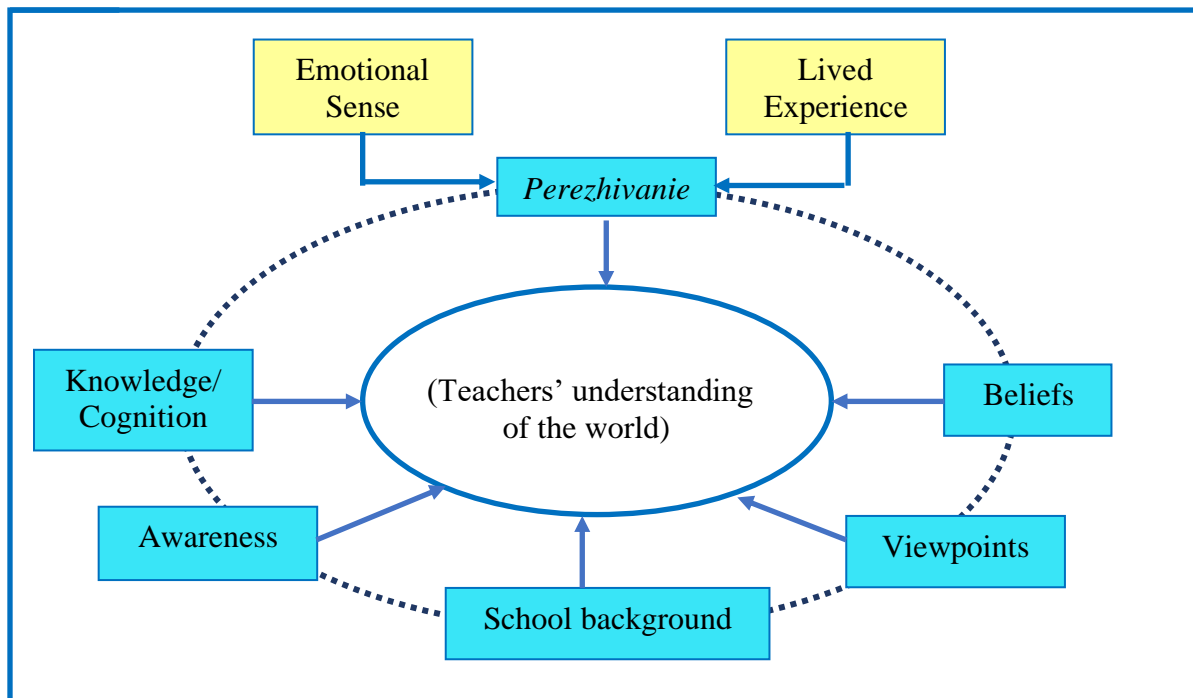 Emotional
Sense
Lived
Experience
Perezhivanie
Knowledge/
Cognition
(Teachers’ understanding
of the world)
Beliefs
Awareness
Viewpoints
School background